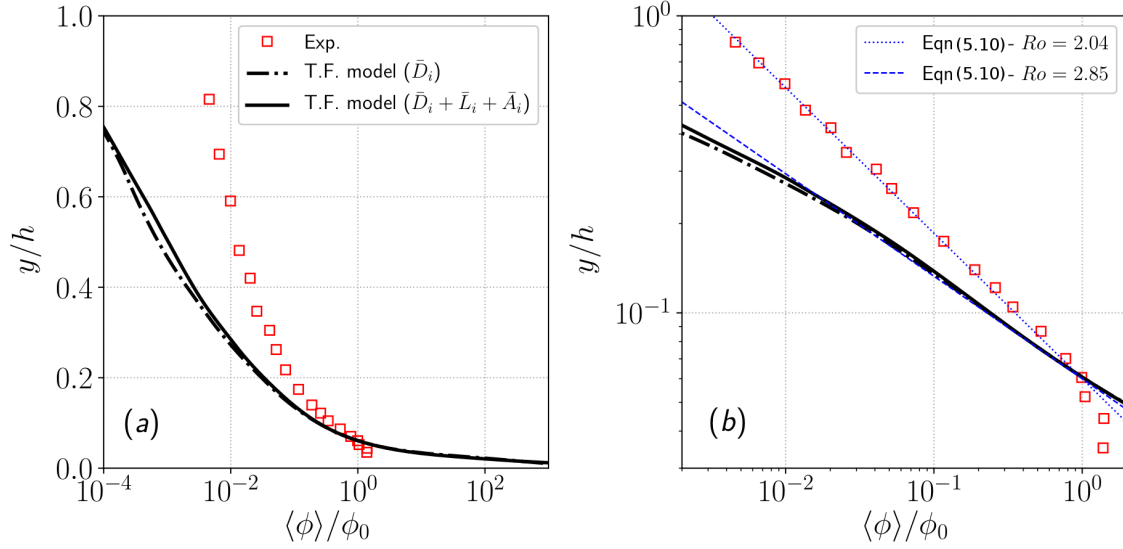 1.0
0.8
0.6
0.4
0.2
0.0
y/h
10⁻⁴
10⁻²
10⁰
10²
⟨ϕ⟩/ϕ₀
(a)
Exp.
T.F. model (D̄ᵢ)
T.F. model (D̄ᵢ + L̄ᵢ + Āᵢ)
10⁰
10⁻¹
y/h
10⁻²
10⁻¹
10⁰
⟨ϕ⟩/ϕ₀
(b)
Eqn(5.10)- Ro = 2.04
Eqn(5.10)- Ro = 2.85